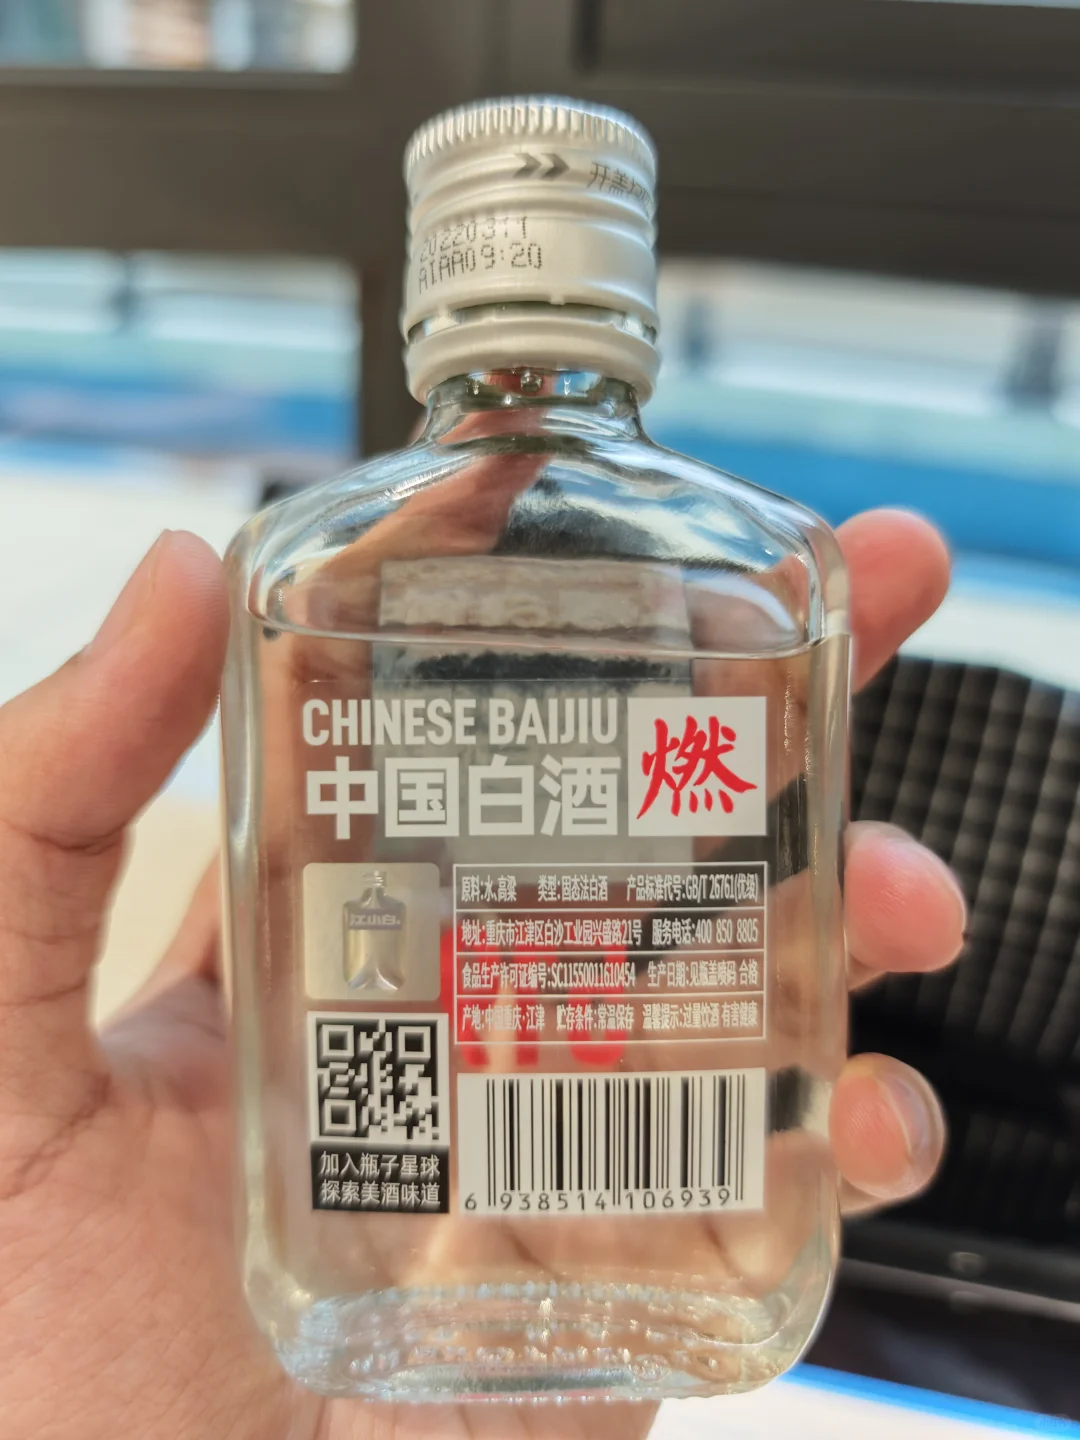 开盖
20220311
AIAA09:20
CHINESE BAIJIU
中国白酒
燃
江小白
原料:水、高粱 类型:固态法白酒 产品标准代号:GB/T 26761(优级)
地址:重庆市江津区白沙工业园兴盛路21号 服务电话:400 850 8805
食品生产许可证编号:SC11550011610454 生产日期:见瓶盖喷码 合格
产地:中国重庆·江津 贮存条件:常温保存 温馨提示:过量饮酒 有害健康
加入瓶子星球
探索美酒味道
6 938514 106939